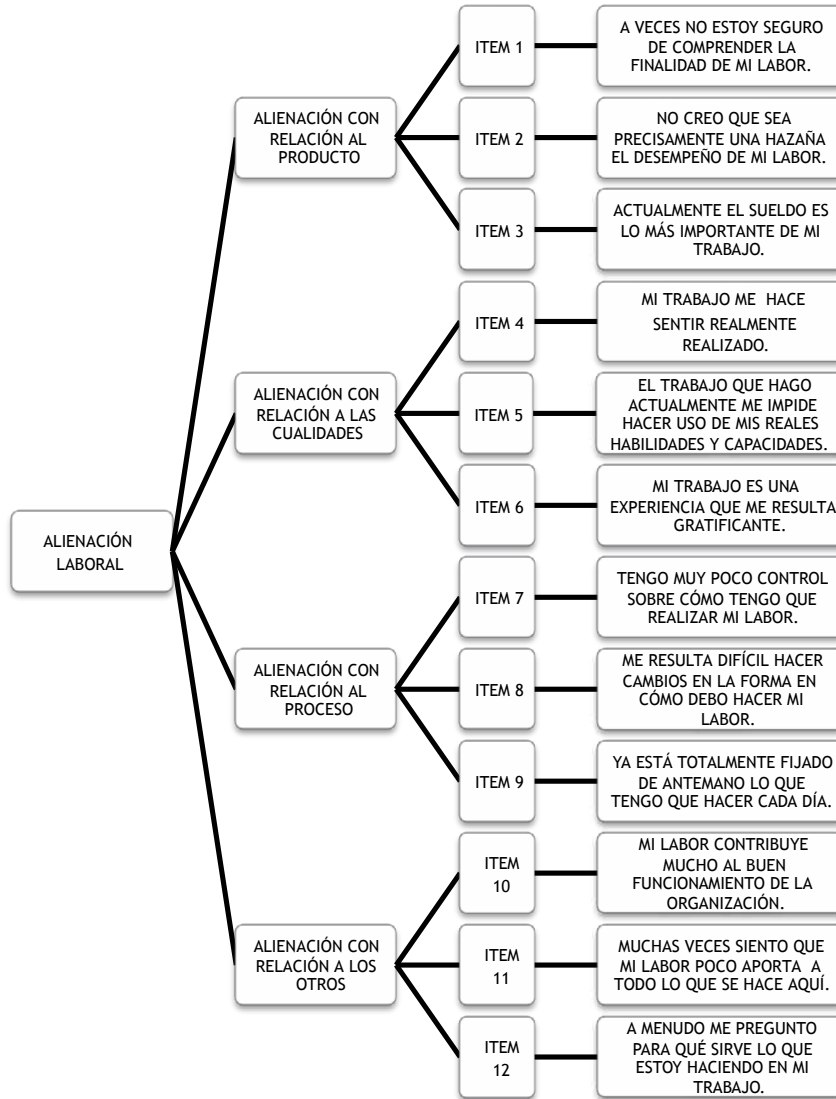 ALIENACIÓN
LABORAL
ALIENACIÓN CON
RELACIÓN AL
PRODUCTO
ITEM 1
A VECES NO ESTOY SEGURO
DE COMPRENDER LA
FINALIDAD DE MI LABOR.
ITEM 2
NO CREO QUE SEA
PRECISAMENTE UNA HAZAÑA
EL DESEMPEÑO DE MI LABOR.
ITEM 3
ACTUALMENTE EL SUELDO ES
LO MÁS IMPORTANTE DE MI
TRABAJO.
ALIENACIÓN CON
RELACIÓN A LAS
CUALIDADES
ITEM 4
MI TRABAJO ME HACE
SENTIR REALMENTE
REALIZADO.
ITEM 5
EL TRABAJO QUE HAGO
ACTUALMENTE ME IMPIDE
HACER USO DE MIS REALES
HABILIDADES Y CAPACIDADES.
ITEM 6
MI TRABAJO ES UNA
EXPERIENCIA QUE ME RESULTA
GRATIFICANTE.
ALIENACIÓN CON
RELACIÓN AL
PROCESO
ITEM 7
TENGO MUY POCO CONTROL
SOBRE CÓMO TENGO QUE
REALIZAR MI LABOR.
ITEM 8
ME RESULTA DIFÍCIL HACER
CAMBIOS EN LA FORMA EN
CÓMO DEBO HACER MI
LABOR.
ITEM 9
YA ESTÁ TOTALMENTE FIJADO
DE ANTEMANO LO QUE
TENGO QUE HACER CADA DÍA.
ALIENACIÓN CON
RELACIÓN A LOS
OTROS
ITEM
10
MI LABOR CONTRIBUYE
MUCHO AL BUEN
FUNCIONAMIENTO DE LA
ORGANIZACIÓN.
ITEM
11
MUCHAS VECES SIENTO QUE
MI LABOR POCO APORTA A
TODO LO QUE SE HACE AQUÍ.
ITEM
12
A MENUDO ME PREGUNTO
PARA QUÉ SIRVE LO QUE
ESTOY HACIENDO EN MI
TRABAJO.